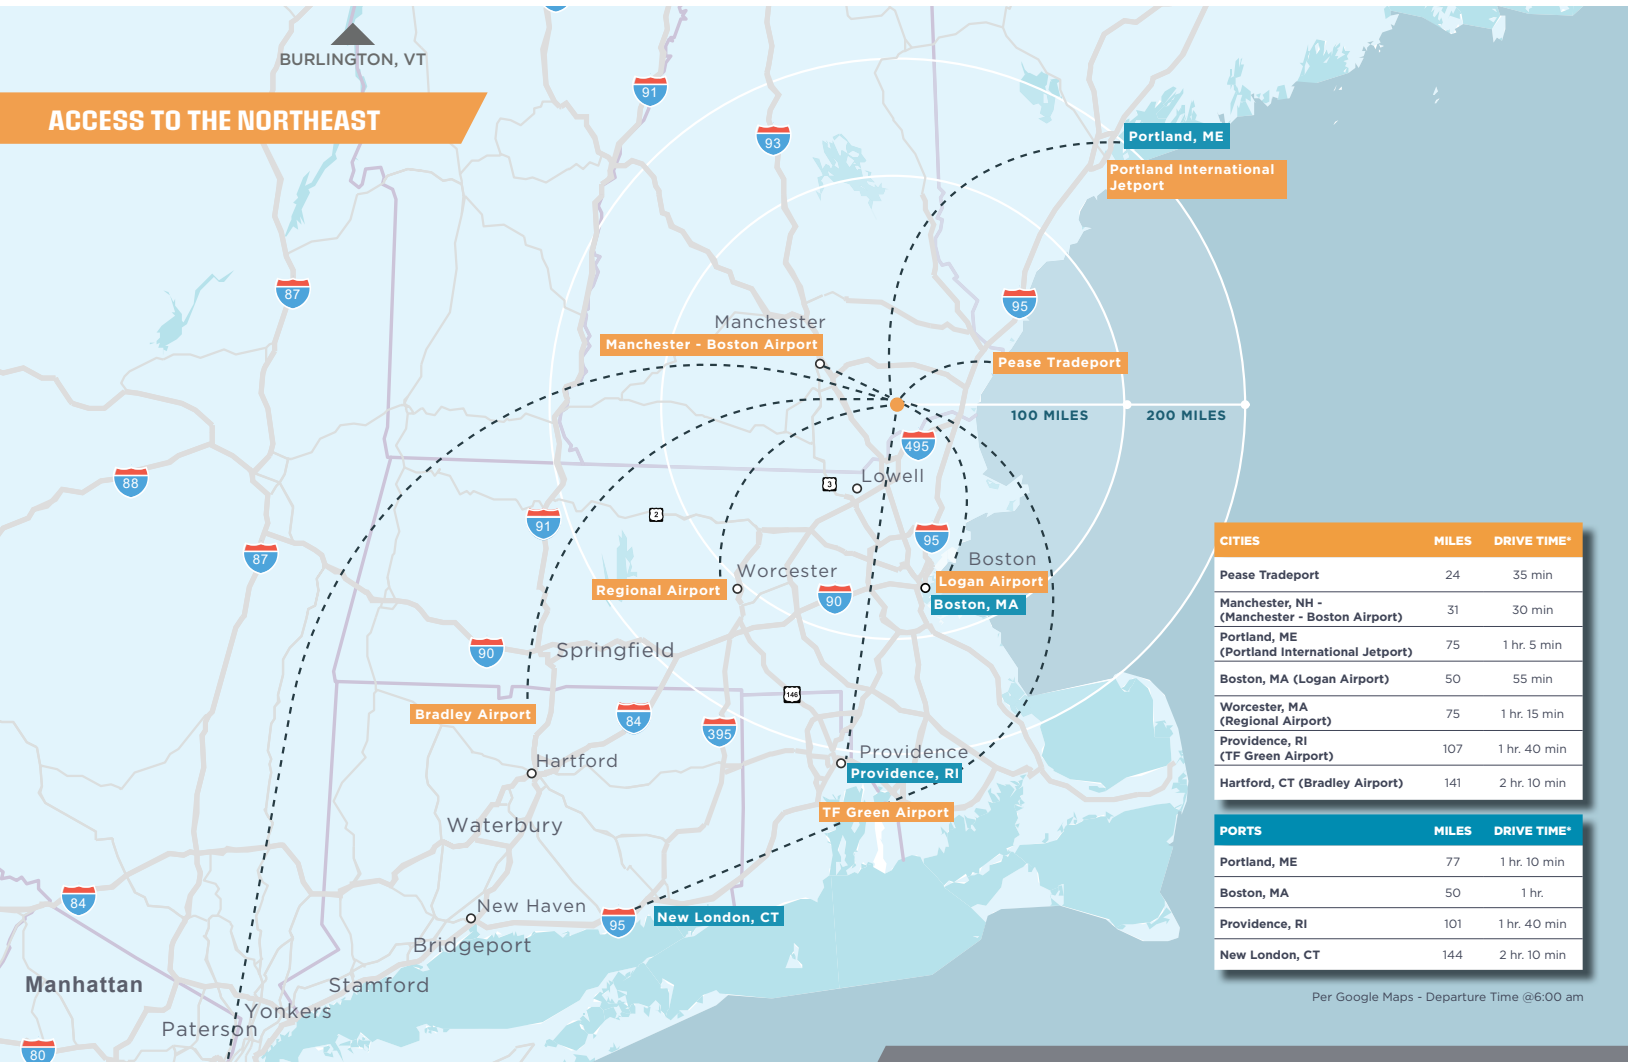 BURLINGTON, VT
ACCESS TO THE NORTHEAST
91
93
Portland, ME
Portland International
Jetport
87
95
Manchester
Manchester - Boston Airport
Pease Tradeport
100 MILES
200 MILES
495
Lowell
88
3
2
91
95
87
Boston
Worcester
Logan Airport
Regional Airport
90
Boston, MA
90
Springfield
146
Bradley Airport
84
395
Providence
Hartford
Providence, RI
TF Green Airport
Waterbury
84
New Haven
95
New London, CT
Bridgeport
Manhattan
Stamford
Yonkers
Paterson
80
CITIES MILES DRIVE TIME*
Pease Tradeport 24 35 min
Manchester, NH -
(Manchester - Boston Airport) 31 30 min
Portland, ME
(Portland International Jetport) 75 1 hr. 5 min
Boston, MA (Logan Airport) 50 55 min
Worcester, MA
(Regional Airport) 75 1 hr. 15 min
Providence, RI
(TF Green Airport) 107 1 hr. 40 min
Hartford, CT (Bradley Airport) 141 2 hr. 10 min
PORTS MILES DRIVE TIME*
Portland, ME 77 1 hr. 10 min
Boston, MA 50 1 hr.
Providence, RI 101 1 hr. 40 min
New London, CT 144 2 hr. 10 min
Per Google Maps - Departure Time @6:00 am